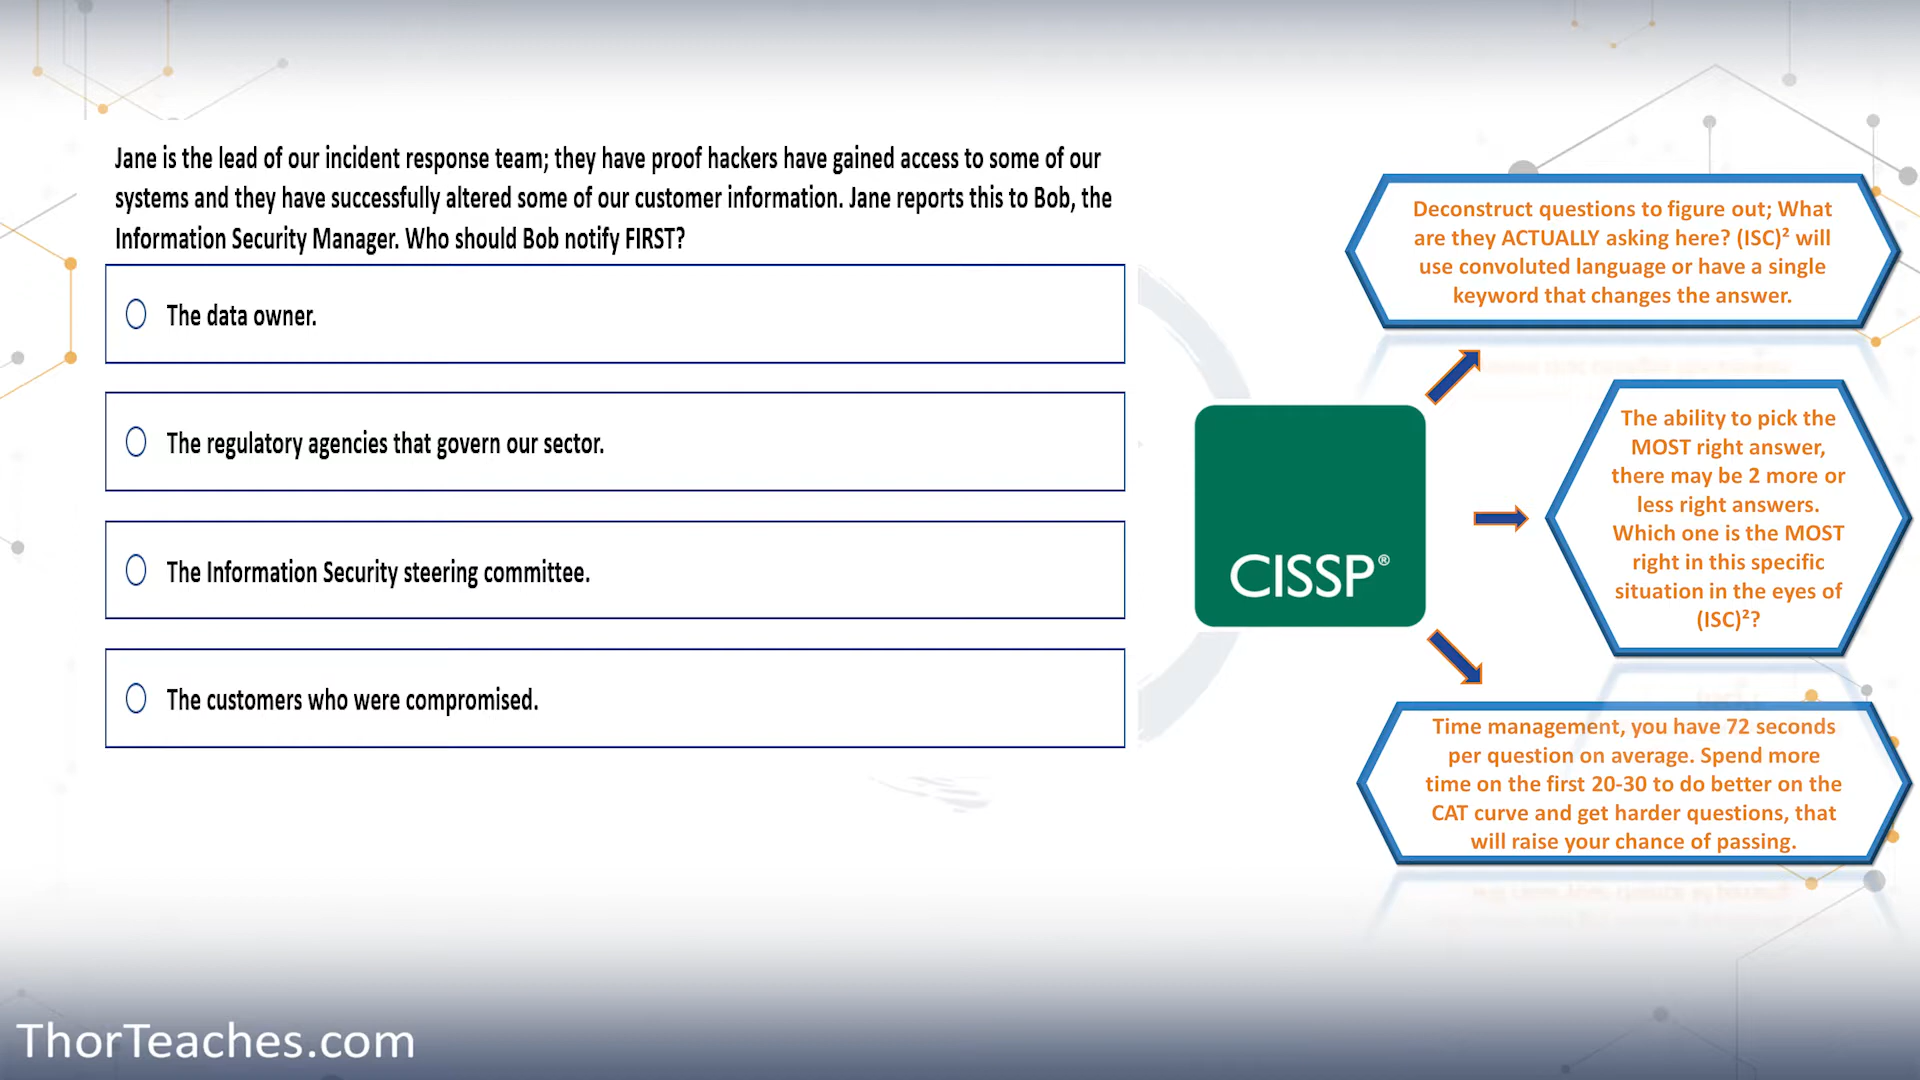 Jane is the lead of our incident response team; they have proof hackers have gained access to some of our
systems and they have successfully altered some of our customer information. Jane reports this to Bob, the
Information Security Manager. Who should Bob notify FIRST?
The data owner.
The regulatory agencies that govern our sector.
The Information Security steering committee.
The customers who were compromised.
CISSP®
Deconstruct questions to figure out; What
are they ACTUALLY asking here? (ISC)² will
use convoluted language or have a single
keyword that changes the answer.
The ability to pick the
MOST right answer,
there may be 2 more or
less right answers.
Which one is the MOST
right in this specific
situation in the eyes of
(ISC)²?
Time management, you have 72 seconds
per question on average. Spend more
time on the first 20-30 to do better on the
CAT curve and get harder questions, that
will raise your chance of passing.
ThorTeaches.com